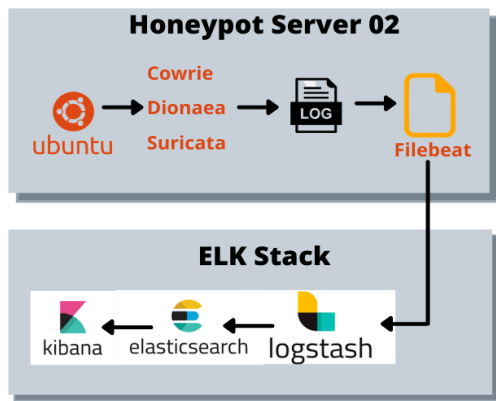 Honeypot Server 02
Cowrie
Dionaea
Suricata
ubuntu
LOG
Filebeat
ELK Stack
kibana
elasticsearch
logstash